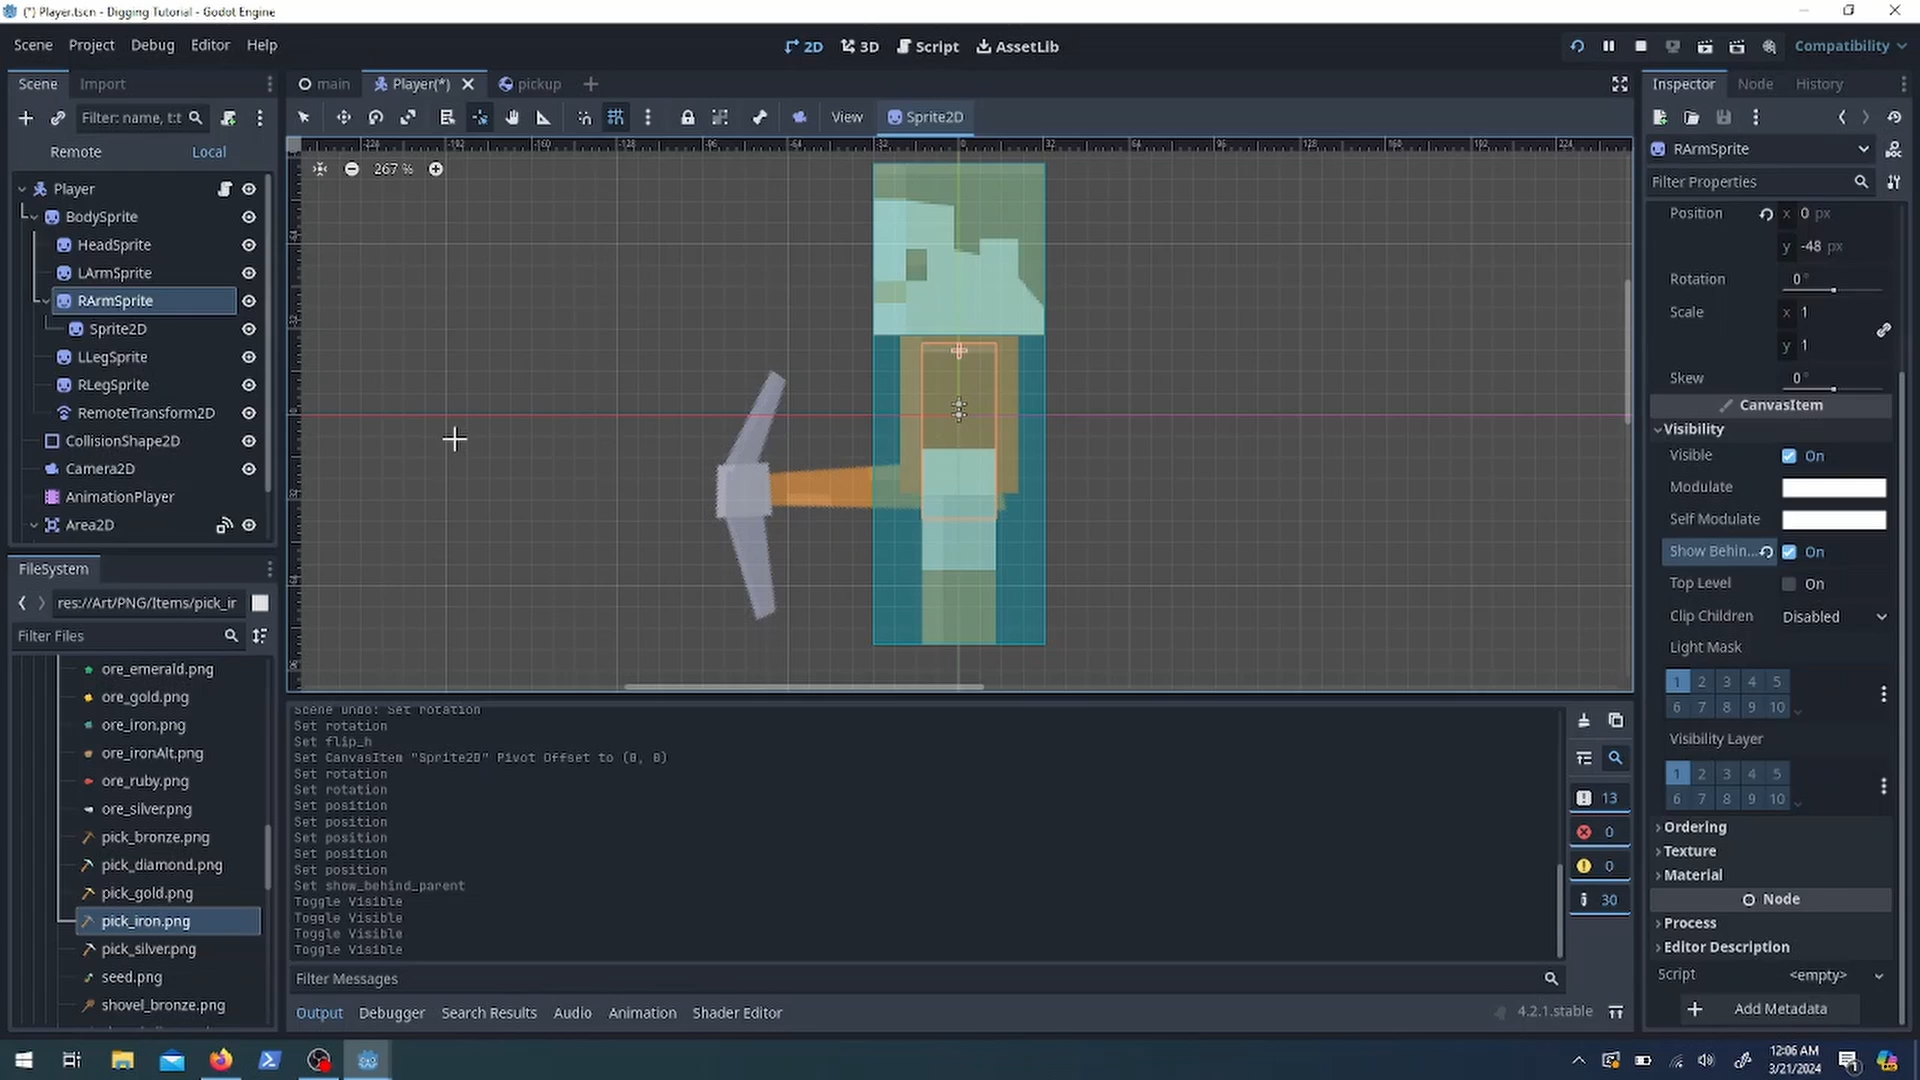 (*) Player.tscn - Digging Tutorial - Godot Engine
Scene Project Debug Editor Help
2D 3D Script AssetLib
Compatibility
Scene Import
main Player(*) pickup
Inspector Node History
Filter: name, t:t
View Sprite2D
Remote Local
267 %
RArmSprite
Filter Properties
Player
BodySprite
HeadSprite
LArmSprite
RArmSprite
Sprite2D
LLegSprite
RLegSprite
RemoteTransform2D
CollisionShape2D
Camera2D
AnimationPlayer
Area2D
Position x 0 px
y -48 px
Rotation 0 °
Scale x 1
y 1
Skew 0 °
CanvasItem
Visibility
Visible On
Modulate
Self Modulate
Show Behin... On
Top Level On
Clip Children Disabled
Light Mask
1 2 3 4 5
6 7 8 9 10
Visibility Layer
1 2 3 4 5
6 7 8 9 10
Ordering
Texture
Material
Node
Process
Editor Description
Script <empty>
Add Metadata
FileSystem
res://Art/PNG/Items/pick_ir
Filter Files
ore_emerald.png
ore_gold.png
ore_iron.png
ore_ironAlt.png
ore_ruby.png
ore_silver.png
pick_bronze.png
pick_diamond.png
pick_gold.png
pick_iron.png
pick_silver.png
seed.png
shovel_bronze.png
Scene Undo: Set rotation
Set rotation
Set flip_h
Set CanvasItem "Sprite2D" Pivot Offset to (0, 0)
Set rotation
Set rotation
Set position
Set position
Set position
Set position
Set position
Set show_behind_parent
Toggle Visible
Toggle Visible
Toggle Visible
Toggle Visible
13
0
0
30
Filter Messages
Output Debugger Search Results Audio Animation Shader Editor
4.2.1.stable
12:06 AM
3/21/2024